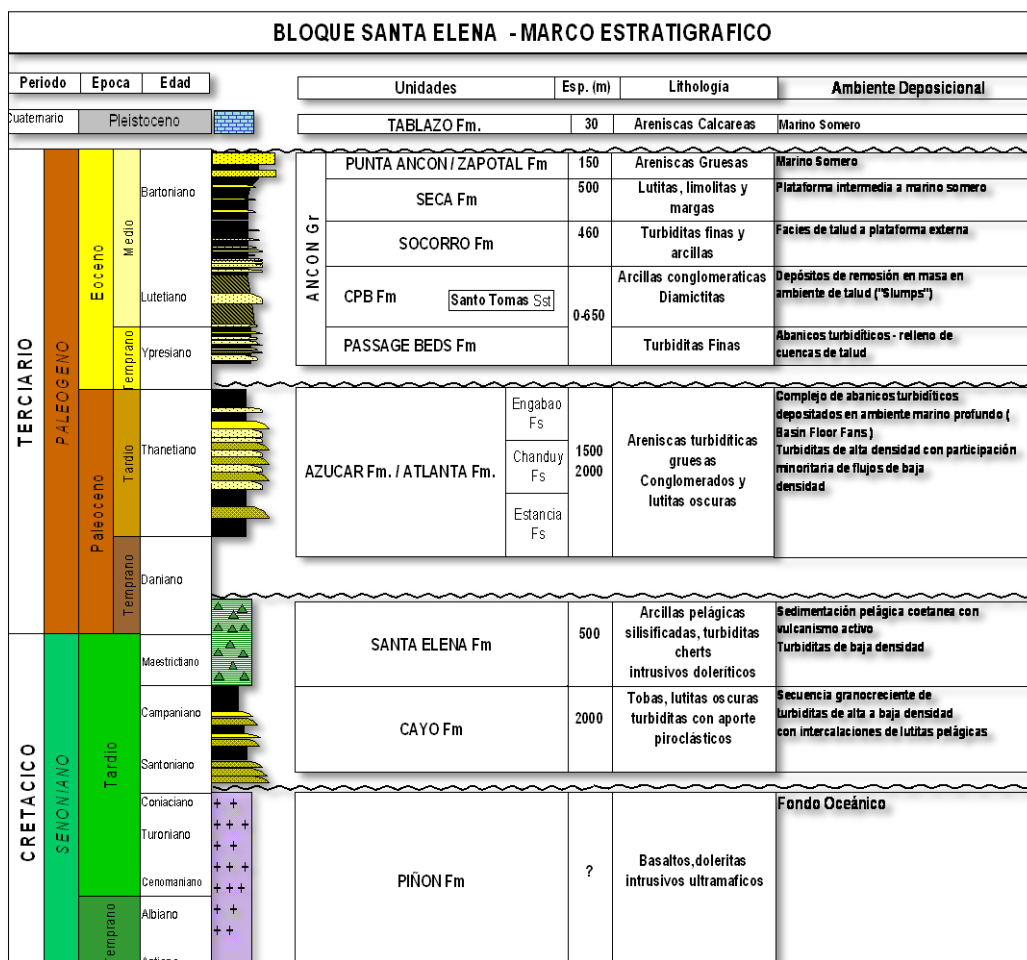 BLOQUE SANTA ELENA - MARCO ESTRATIGRAFICO
Periodo Epoca Edad
Unidades Esp. (m) Lithología Ambiente Deposicional
Cuaternario Pleistoceno
TABLAZO Fm. 30 Areniscas Calcareas Marino Somero
TERCIARIO
PALEOGENO
Eoceno
Medio
Bartoniano
Lutetiano
Temprano
Ypresiano
Paleoceno
Tardio
Thanetiano
Temprano
Daniano
CRETACICO
SENONIANO
Tardio
Maestrictiano
Campaniano
Santoniano
Coniaciano
Turoniano
Cenomaniano
Temprano
Albiano
ANCON Gr
PUNTA ANCON / ZAPOTAL Fm 150 Areniscas Gruesas Marino Somero
SECA Fm 500 Lutitas, limolitas y
margas
Plataforma intermedia a marino somero
SOCORRO Fm 460 Turbiditas finas y
arcillas
Facies de talud a plataforma externa
CPB Fm Santo Tomas Sst
0-650
Arcillas conglomeraticas
Diamictitas
Depósitos de remosión en masa en
ambiente de talud ("Slumps")
PASSAGE BEDS Fm Turbiditas Finas
Abanicos turbidíticos - relleno de
cuencas de talud
AZUCAR Fm. / ATLANTA Fm.
Engabao
Fs
Chanduy
Fs
Estancia
Fs
1500
2000
Areniscas turbidíticas
gruesas
Conglomerados y
lutitas oscuras
Complejo de abanicos turbidíticos
depositados en ambiente marino profundo (
Basin Floor Fans )
Turbiditas de alta densidad con participación
minoritaria de flujos de baja
densidad
SANTA ELENA Fm 500
Arcillas pelágicas
silisificadas, turbiditas
cherts
intrusivos doleríticos
Sedimentación pelágica coetanea con
vulcanismo activo
Turbiditas de baja densidad
CAYO Fm 2000
Tobas, lutitas oscuras
turbiditas con aporte
piroclásticos
Secuencia granocreciente de
turbiditas de alta a baja densidad
con intercalaciones de lutitas pelágicas
PIÑON Fm ?
Basaltos,doleritas
intrusivos ultramaficos
Fondo Oceánico